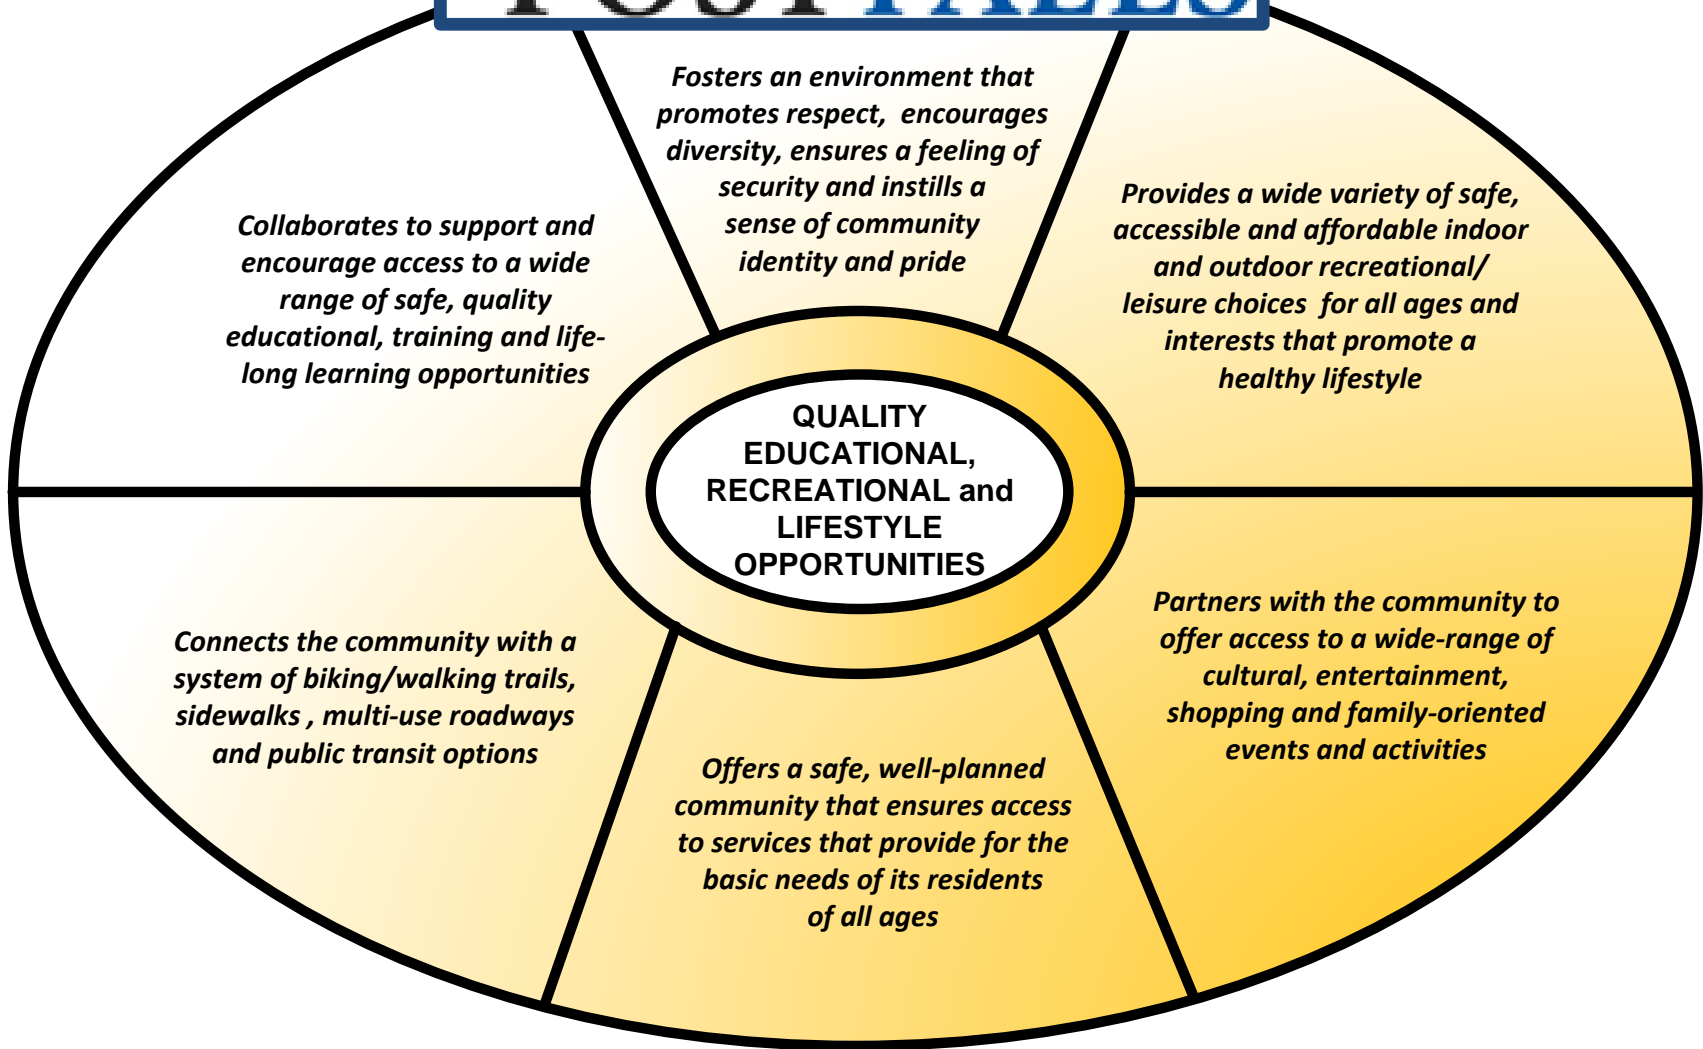 POST FALLS
Fosters an environment that
promotes respect,  encourages
diversity, ensures a feeling of
security and instills a
sense of community
identity and pride
Provides a wide variety of safe,
accessible and affordable indoor
and outdoor recreational/
leisure choices  for all ages and
interests that promote a
healthy lifestyle
Collaborates to support and
encourage access to a wide
range of safe, quality
educational, training and life-
long learning opportunities
QUALITY
EDUCATIONAL,
RECREATIONAL and
LIFESTYLE
OPPORTUNITIES
Partners with the community to
offer access to a wide-range of
cultural, entertainment,
shopping and family-oriented
events and activities
Connects the community with a
system of biking/walking trails,
sidewalks , multi-use roadways
and public transit options
Offers a safe, well-planned
community that ensures access
to services that provide for the
basic needs of its residents
of all ages